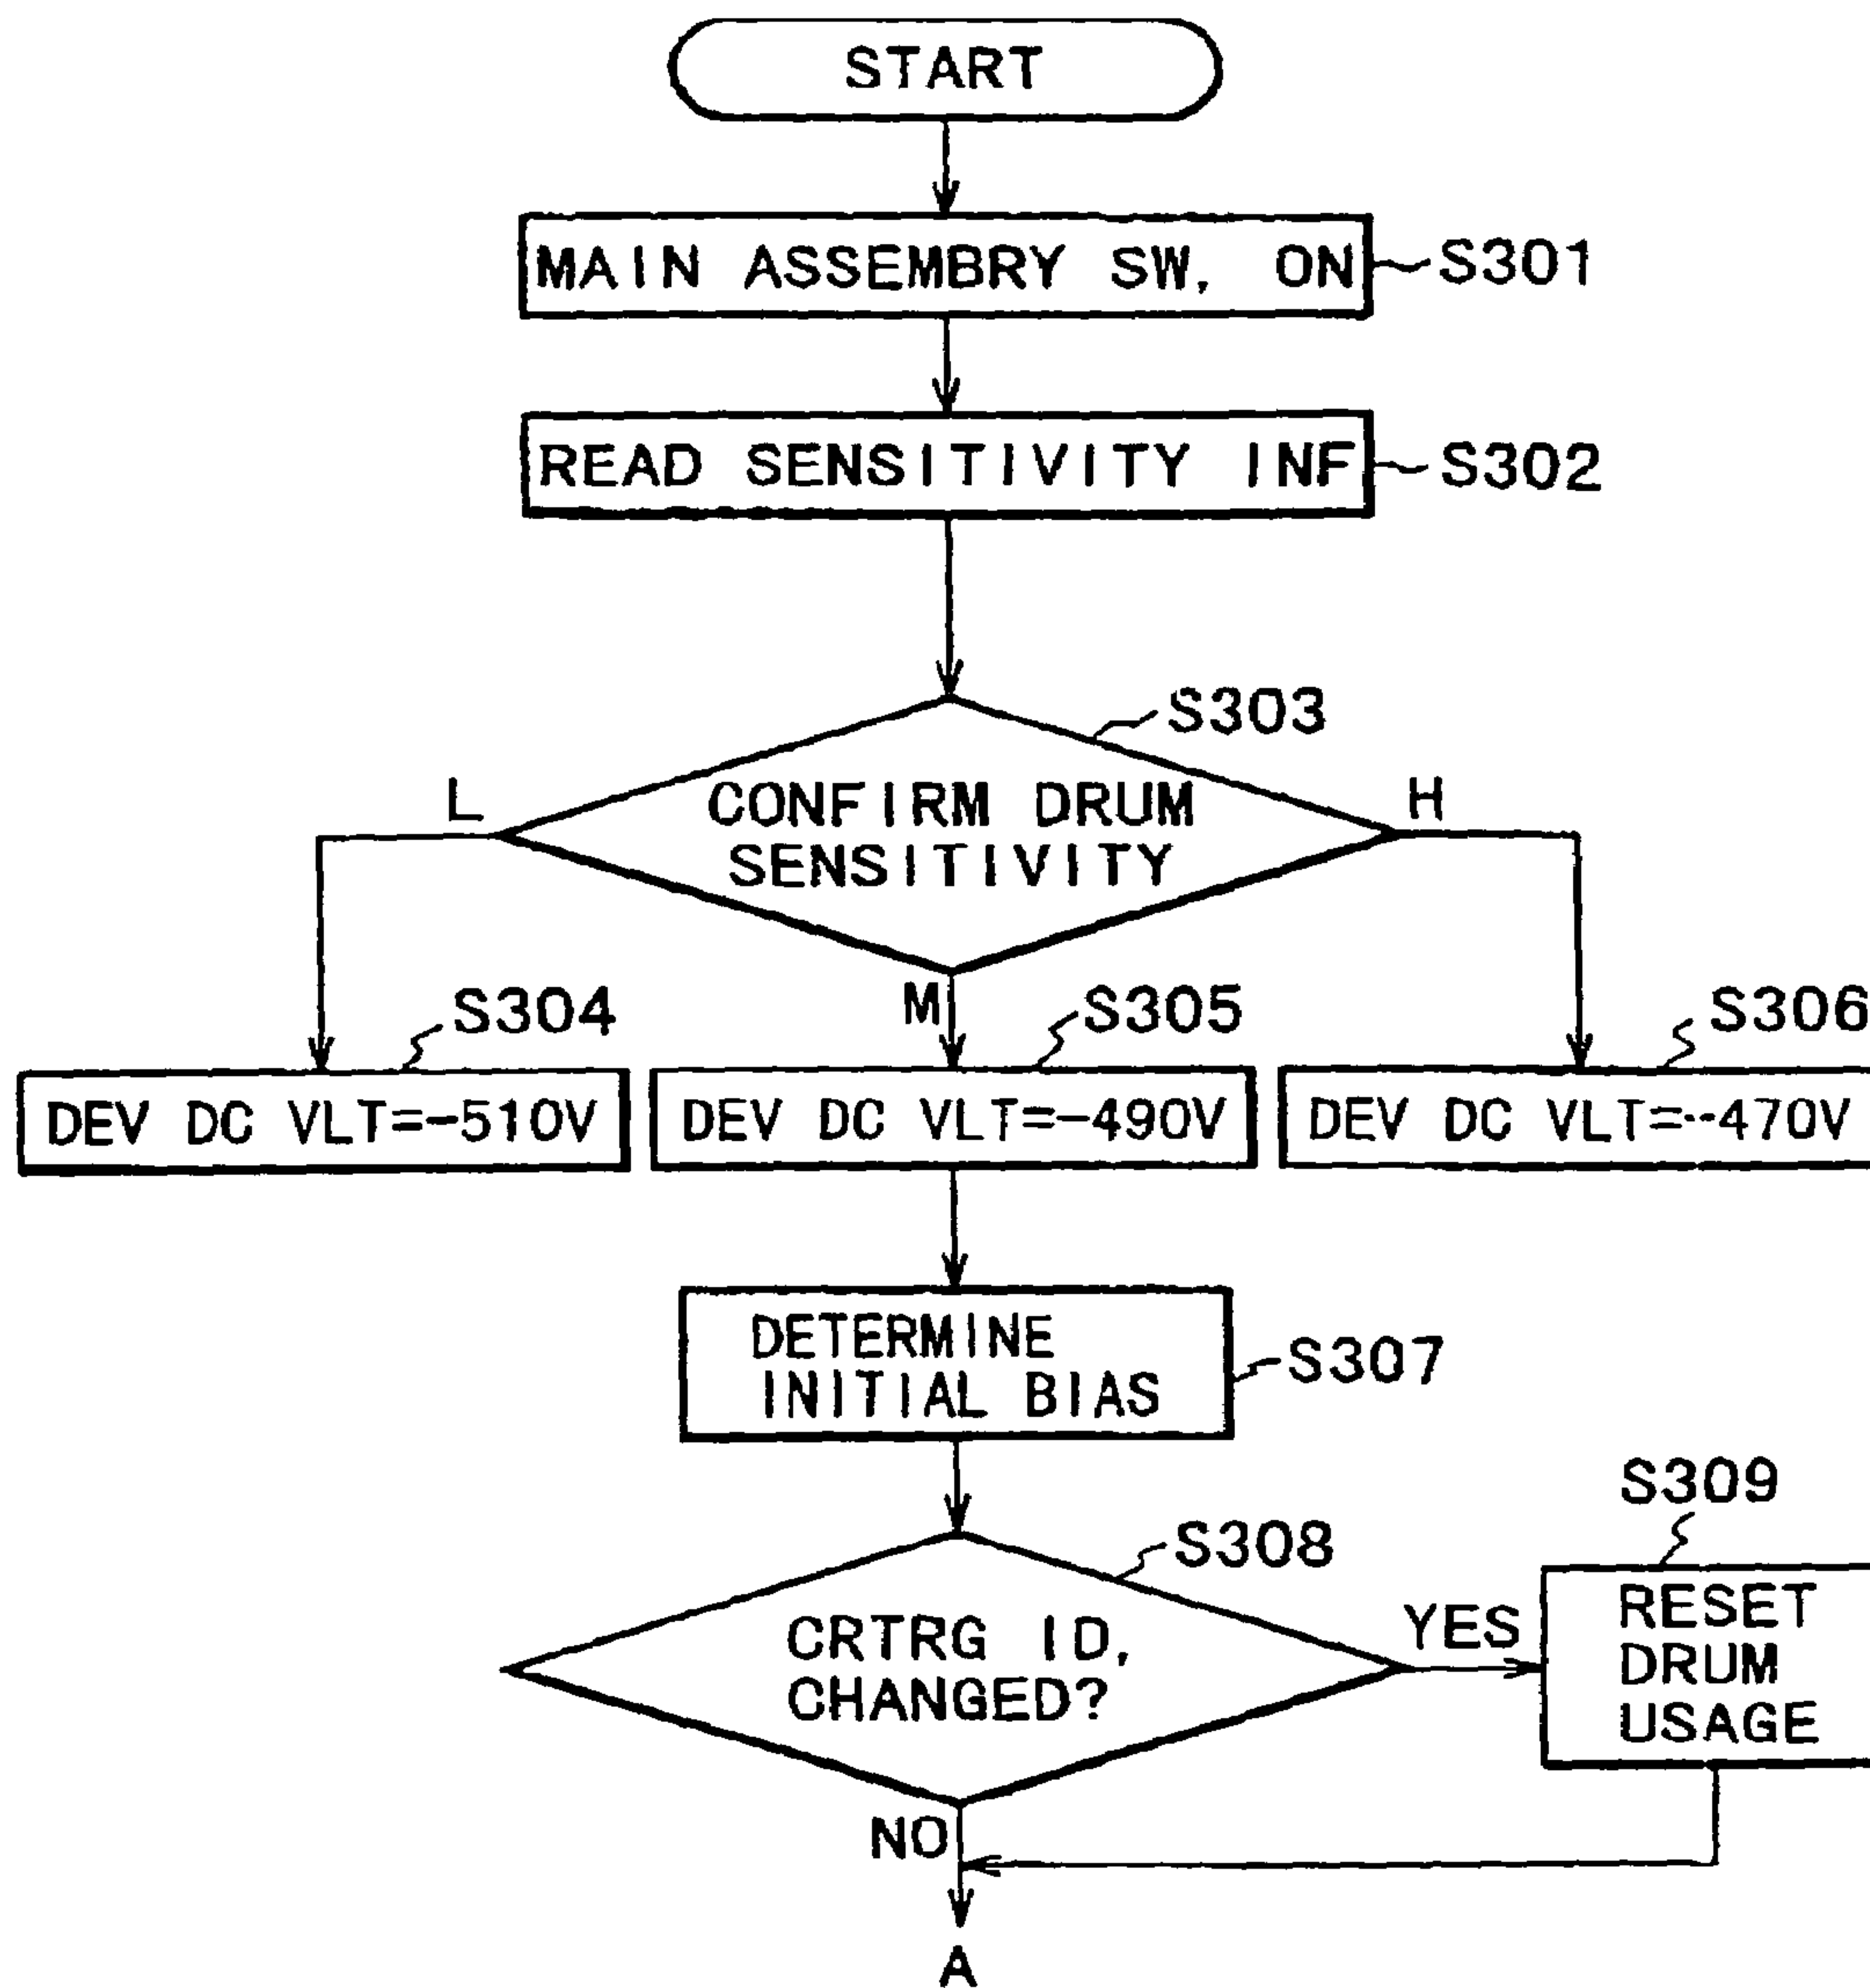 START
MAIN ASSEMBRY SW, ON
S301
READ SENSITIVITY INF
S302
S303
CONFIRM DRUM
SENSITIVITY
L
H
M
S304
S305
S306
DEV DC VLT=-510V
DEV DC VLT=-490V
DEV DC VLT=-470V
DETERMINE
INITIAL BIAS
S307
S308
CRTRG ID,
CHANGED?
YES
S309
RESET
DRUM
USAGE
NO
A